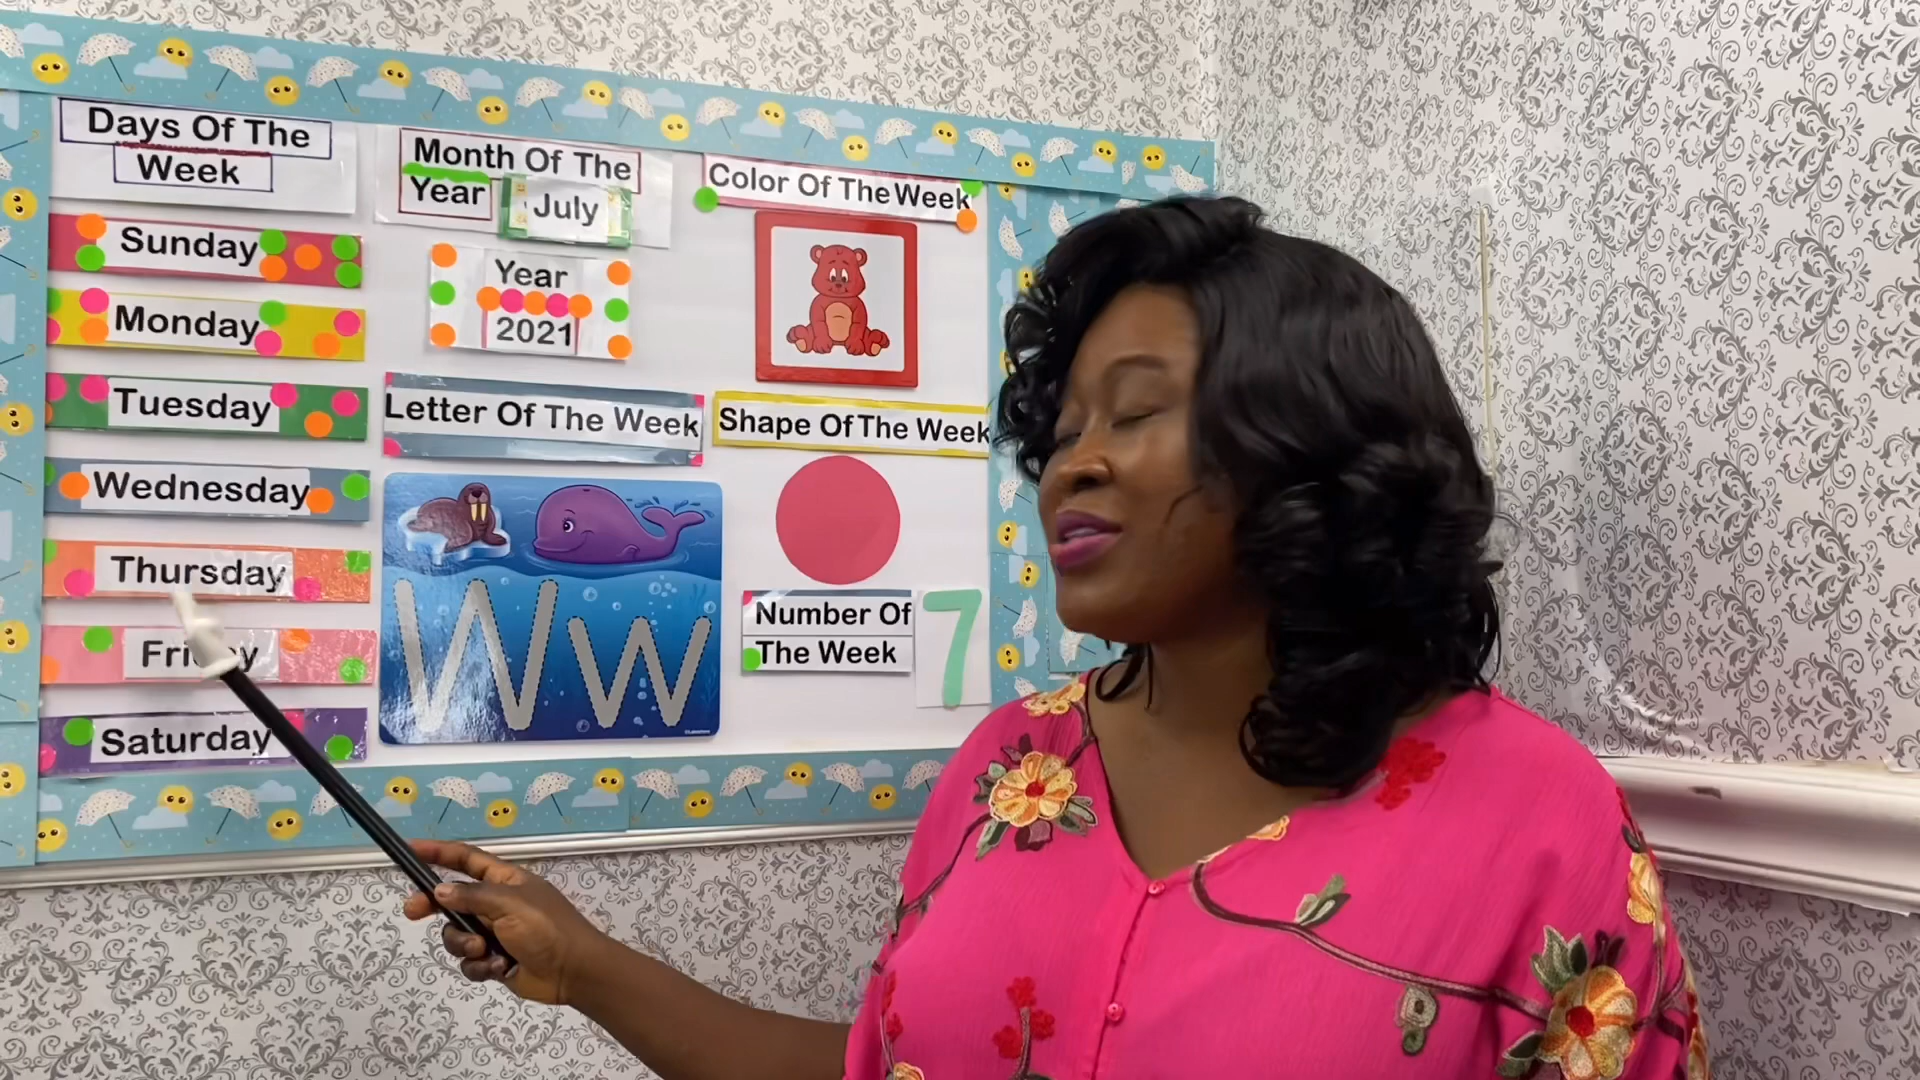 Days Of The
Week
Sunday
Monday
Tuesday
Wednesday
Thursday
Saturday
Month Of The
Year July
Year
2021
Letter Of The Week
Ww
Color Of The Week
Shape Of The Week
Number Of
The Week
7